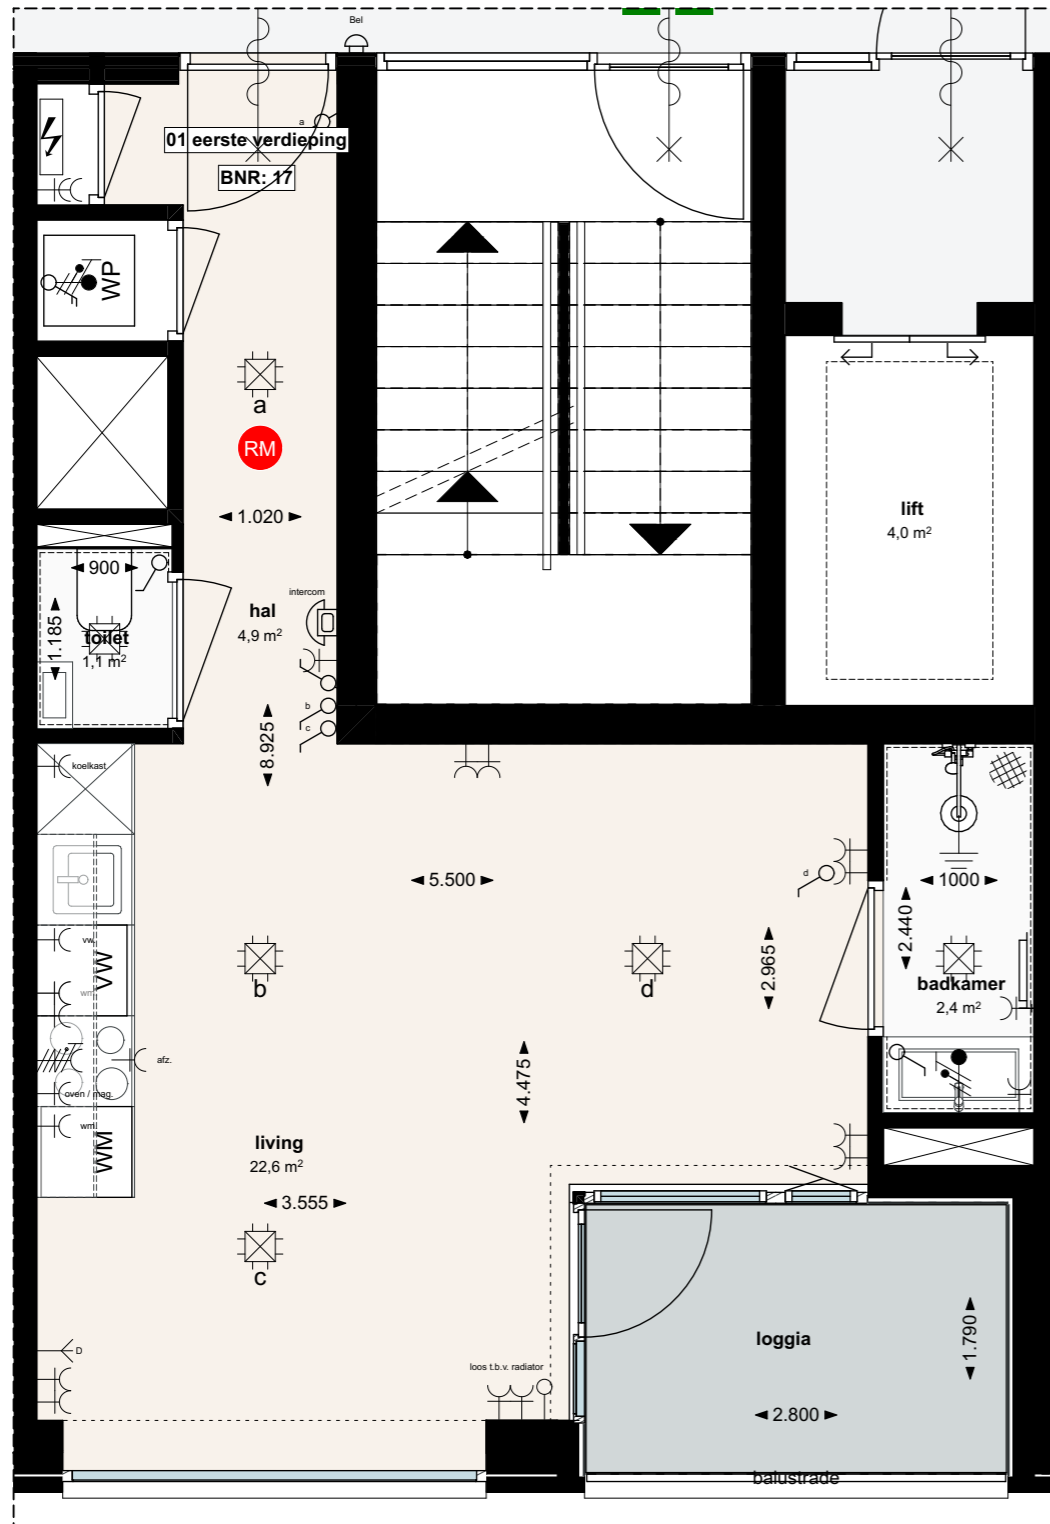 Bel
a
01 eerste verdieping
BNR: 17
WP
a
RM
1.020
lift
4,0 m²
900
intercom
hal
4,9 m²
1.185
toilet
1,1 m²
b
c
8.925
koelkast
5.500
d
1000
2.440
vw.
VW
b
d
2.965
badkamer
2,4 m²
wm
afz.
4.475
oven / mag.
wm.
WM
living
22,6 m²
3.555
c
loggia
1.790
D
loos t.b.v. radiator
2.800
balustrade